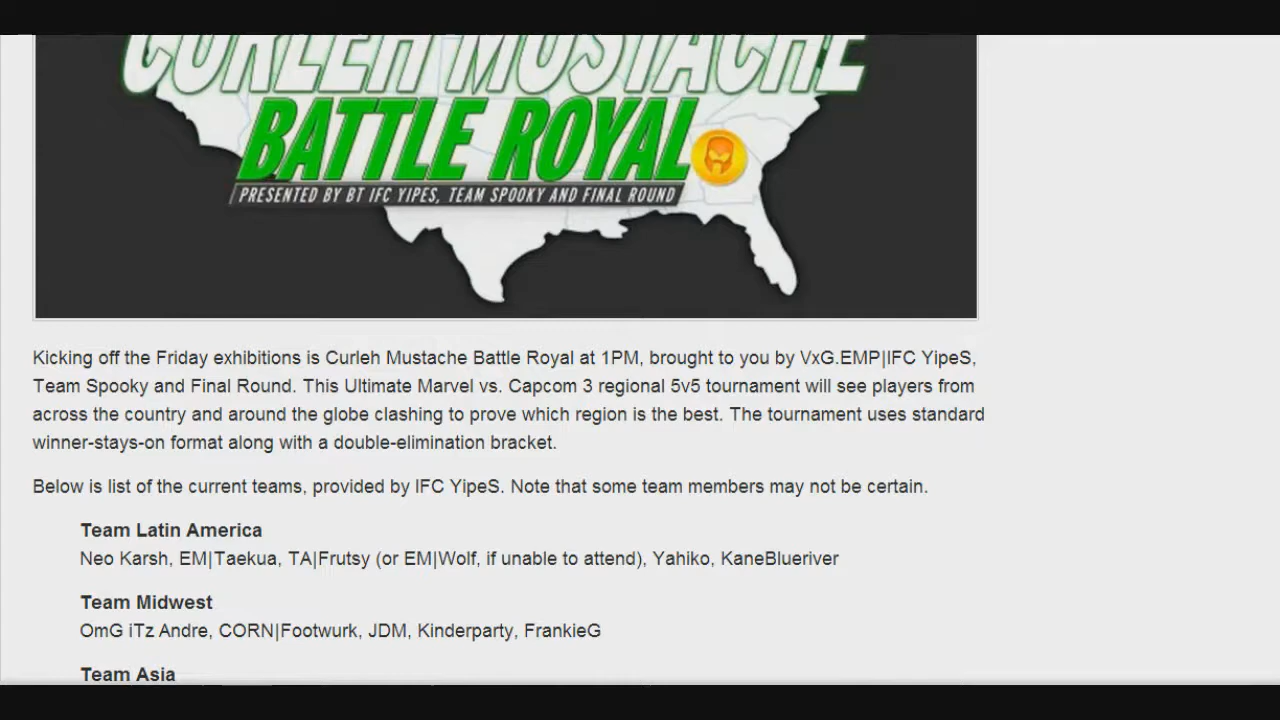 CURLEH MUSTACHE
BATTLE ROYAL
PRESENTED BY BT IFC YIPES, TEAM SPOOKY AND FINAL ROUND
Kicking off the Friday exhibitions is Curleh Mustache Battle Royal at 1PM, brought to you by VxG.EMP|IFC YipeS,
Team Spooky and Final Round. This Ultimate Marvel vs. Capcom 3 regional 5v5 tournament will see players from
across the country and around the globe clashing to prove which region is the best. The tournament uses standard
winner-stays-on format along with a double-elimination bracket.
Below is list of the current teams, provided by IFC YipeS. Note that some team members may not be certain.
Team Latin America
Neo Karsh, EM|Taekua, TA|Frutsy (or EM|Wolf, if unable to attend), Yahiko, KaneBlueriver
Team Midwest
OmG iTz Andre, CORN|Footwurk, JDM, Kinderparty, FrankieG
Team Asia